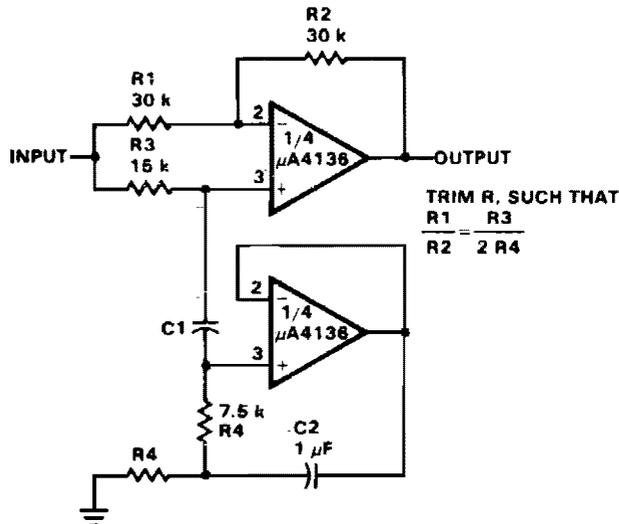 R2
30 k
R1
30 k
2
-
1/4
μA4136
INPUT
OUTPUT
R3
15 k
3
+
TRIM R, SUCH THAT
R1/R2 = R3/2 R4
2
-
1/4
μA4136
C1
3
+
7.5 k
R4
C2
1 μF
R4